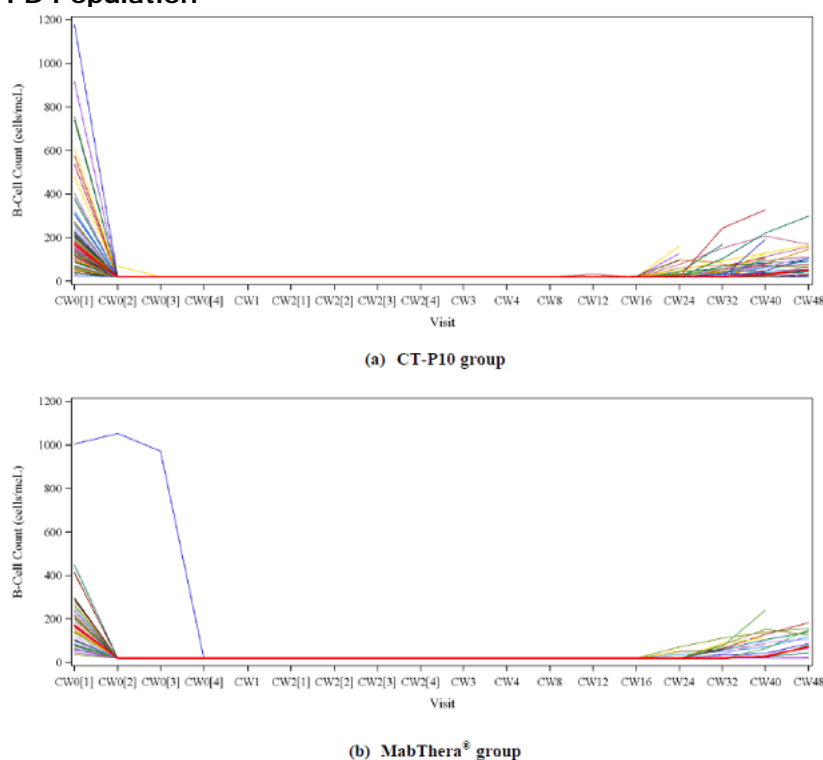 PD Population
1200
1000
800
600
400
200
0
B-Cell Count (cells/mcL)
CW0[1] CW0[2] CW0[3] CW0[4] CW1 CW2[1] CW2[2] CW2[3] CW2[4] CW3 CW4 CW8 CW12 CW16 CW24 CW32 CW40 CW48
Visit
(a) CT-P10 group
1200
1000
800
600
400
200
0
B-Cell Count (cells/mcL)
CW0[1] CW0[2] CW0[3] CW0[4] CW1 CW2[1] CW2[2] CW2[3] CW2[4] CW3 CW4 CW8 CW12 CW16 CW24 CW32 CW40 CW48
Visit
(b) MabThera® group